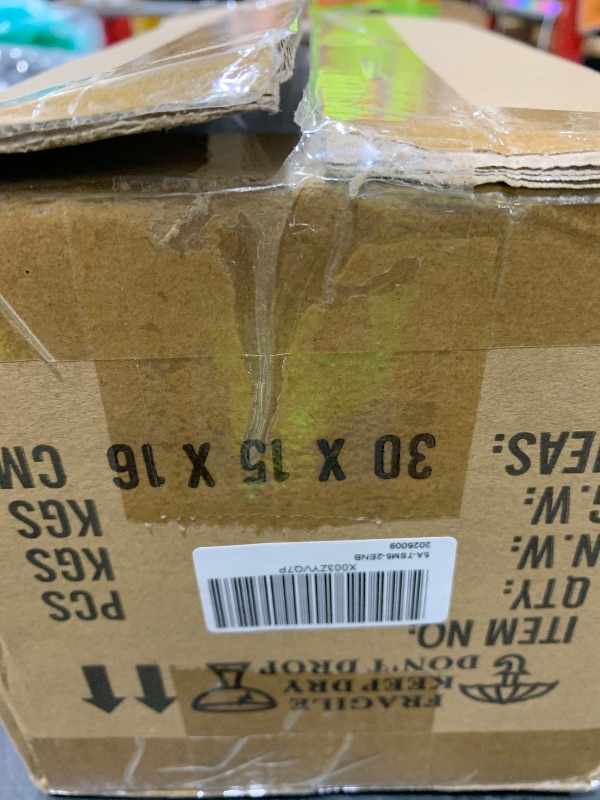 ITEM NO:
QTY: PCS
N.W: KGS
G.W: KGS
MEAS: 30 X 15 X 16 CM
X003ZYVQ7P
5A-7SM5-2ENB
2025009
FRAGILE
KEEP DRY
DON'T DROP